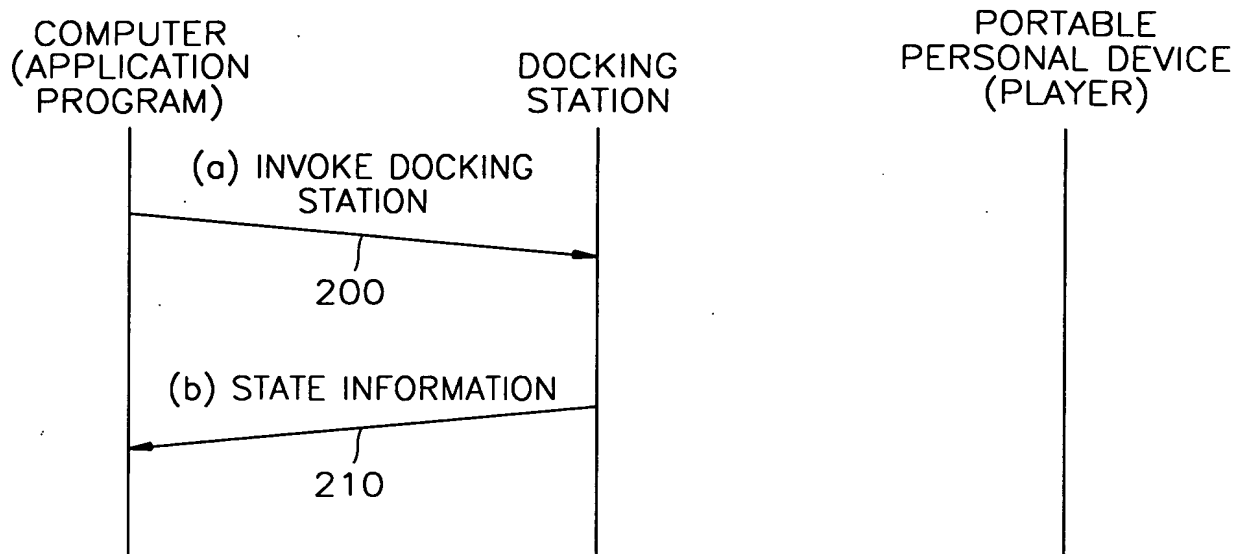 COMPUTER
(APPLICATION
PROGRAM)
DOCKING
STATION
PORTABLE
PERSONAL DEVICE
(PLAYER)
(a) INVOKE DOCKING
STATION
200
(b) STATE INFORMATION
210